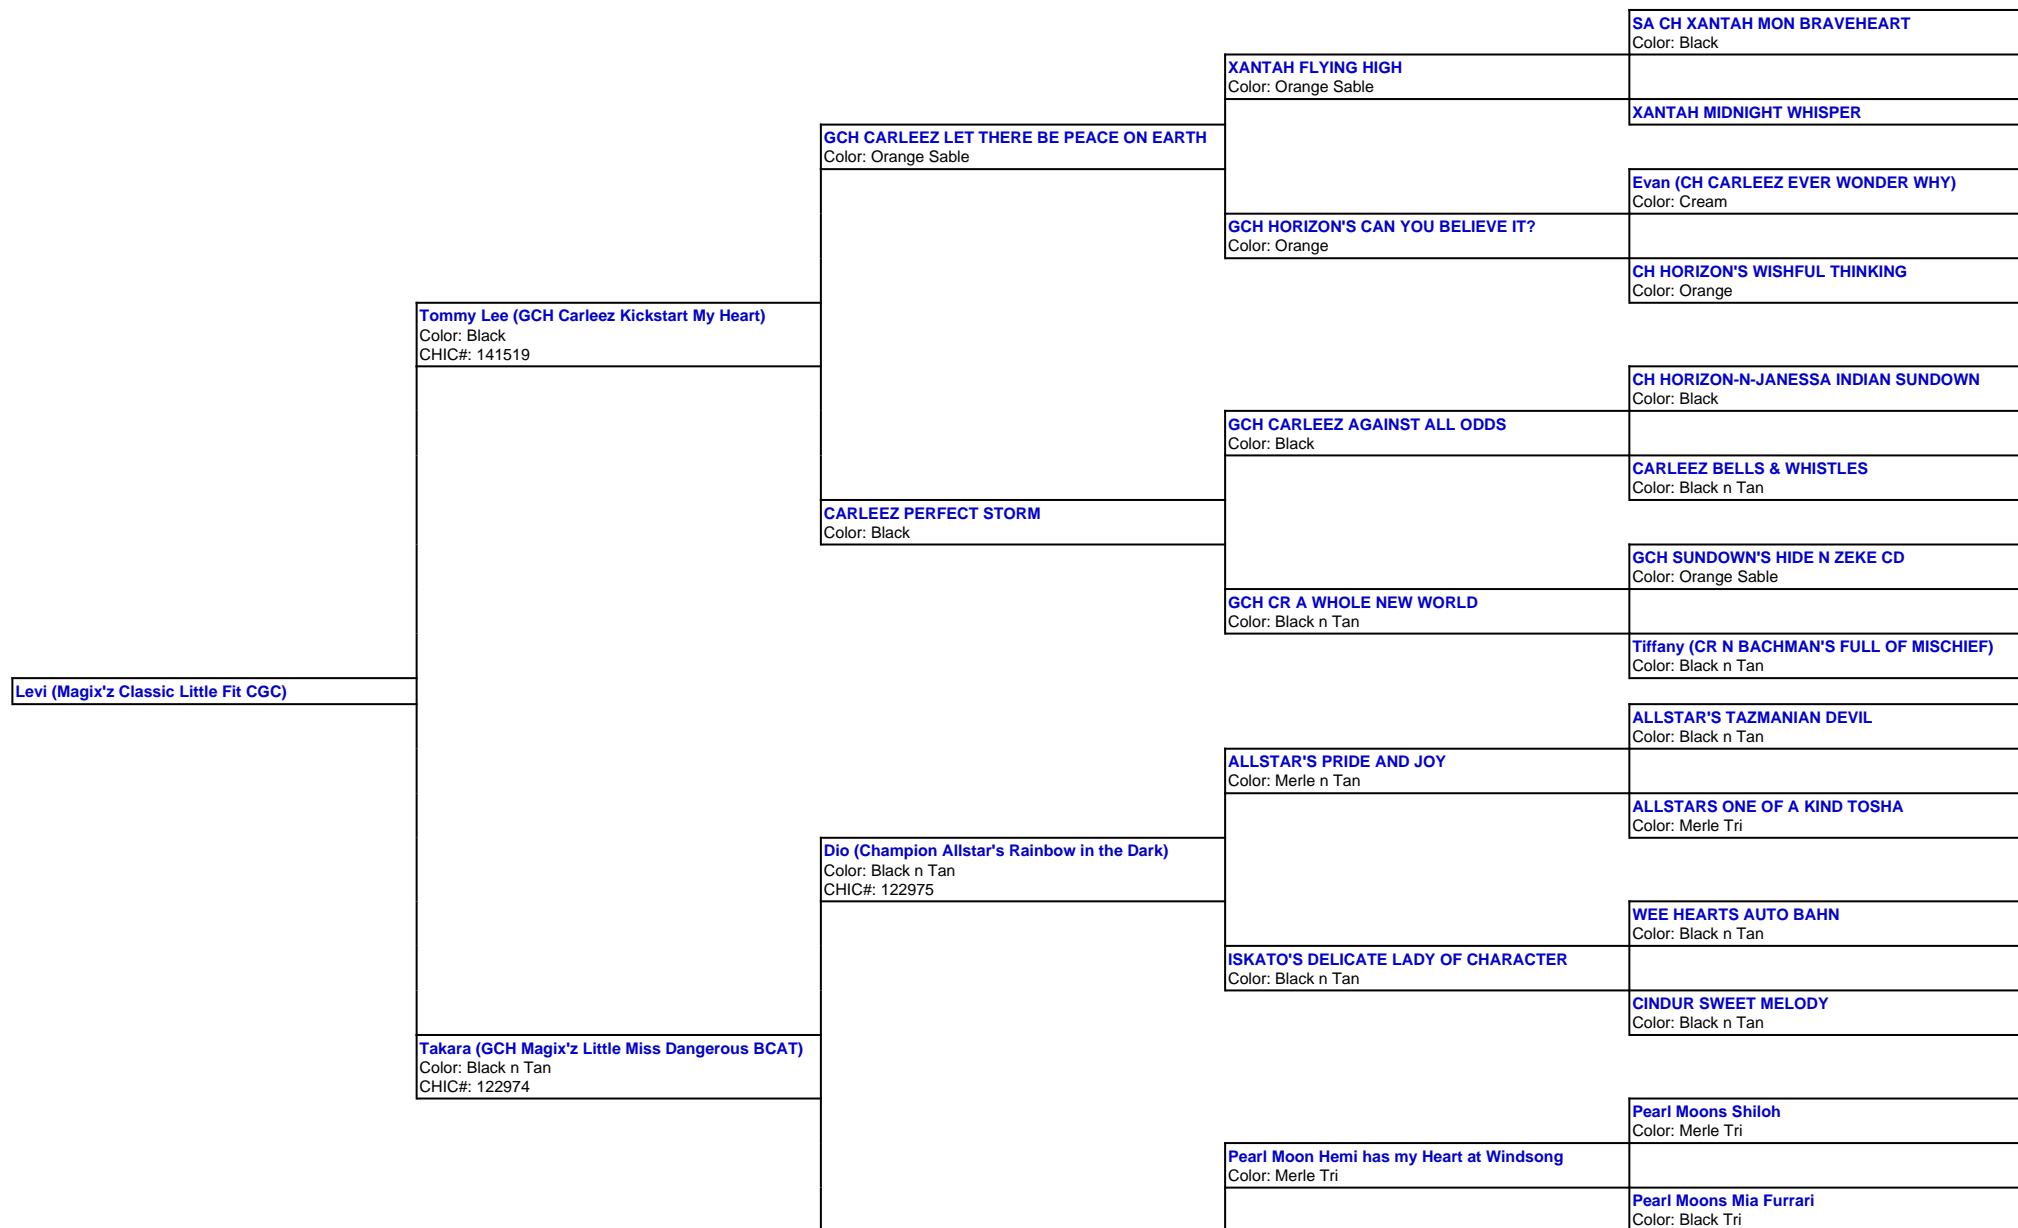 SA CH XANTAH MON BRAVEHEART
Color: Black
XANTAH FLYING HIGH
Color: Orange Sable
XANTAH MIDNIGHT WHISPER
GCH CARLEEZ LET THERE BE PEACE ON EARTH
Color: Orange Sable
Evan (CH CARLEEZ EVER WONDER WHY)
Color: Cream
GCH HORIZON'S CAN YOU BELIEVE IT?
Color: Orange
CH HORIZON'S WISHFUL THINKING
Color: Orange
Tommy Lee (GCH Carleez Kickstart My Heart)
Color: Black
CHIC#: 141519
CH HORIZON-N-JANESSA INDIAN SUNDOWN
Color: Black
GCH CARLEEZ AGAINST ALL ODDS
Color: Black
CARLEEZ BELLS & WHISTLES
Color: Black n Tan
CARLEEZ PERFECT STORM
Color: Black
GCH SUNDOWN'S HIDE N ZEKE CD
Color: Orange Sable
GCH CR A WHOLE NEW WORLD
Color: Black n Tan
Tiffany (CR N BACHMAN'S FULL OF MISCHIEF)
Color: Black n Tan
Levi (Magix'z Classic Little Fit CGC)
ALLSTAR'S TAZMANIAN DEVIL
Color: Black n Tan
ALLSTAR'S PRIDE AND JOY
Color: Merle n Tan
ALLSTARS ONE OF A KIND TOSHA
Color: Merle Tri
Dio (Champion Allstar's Rainbow in the Dark)
Color: Black n Tan
CHIC#: 122975
WEE HEARTS AUTO BAHN
Color: Black n Tan
ISKATO'S DELICATE LADY OF CHARACTER
Color: Black n Tan
CINDUR SWEET MELODY
Color: Black n Tan
Takara (GCH Magix'z Little Miss Dangerous BCAT)
Color: Black n Tan
CHIC#: 122974
Pearl Moons Shiloh
Color: Merle Tri
Pearl Moon Hemi has my Heart at Windsong
Color: Merle Tri
Pearl Moons Mia Furrari
Color: Black Tri